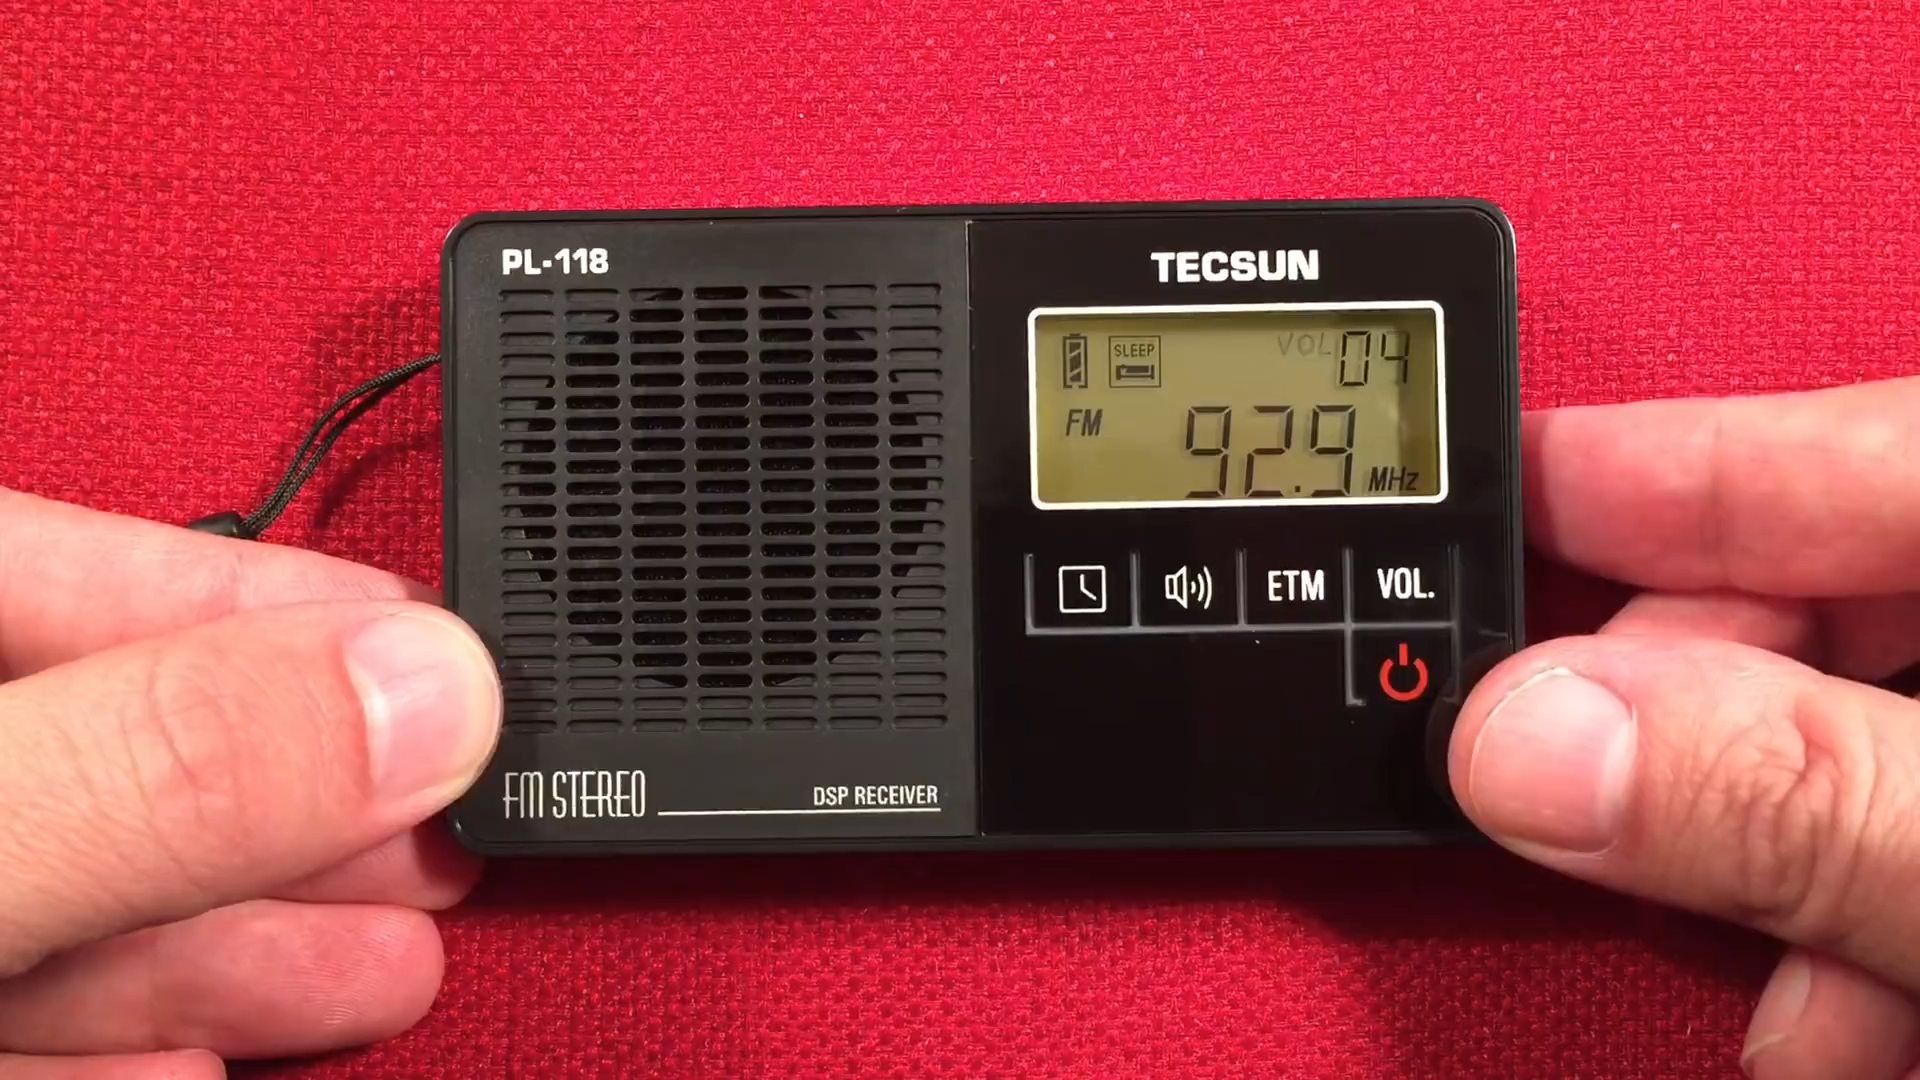 PL-118
TECSUN
SLEEP
VOL 04
FM 92.9 MHz
ETM VOL.
FM STEREO
DSP RECEIVER